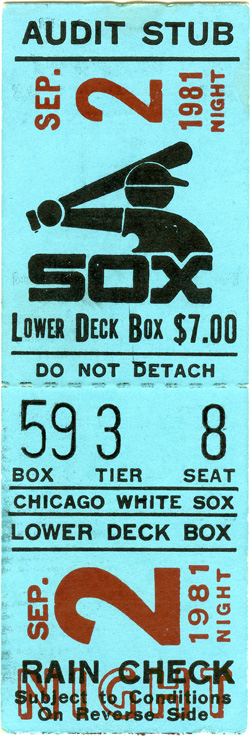 AUDIT STUB
SEP. 2 1981 NIGHT
SOX
LOWER DECK BOX $7.00
DO NOT DETACH
59 3 8
BOX TIER SEAT
CHICAGO WHITE SOX
LOWER DECK BOX
SEP. 2 1981 NIGHT
NIGHT
RAIN CHECK
Subject to Conditions
On Reverse Side